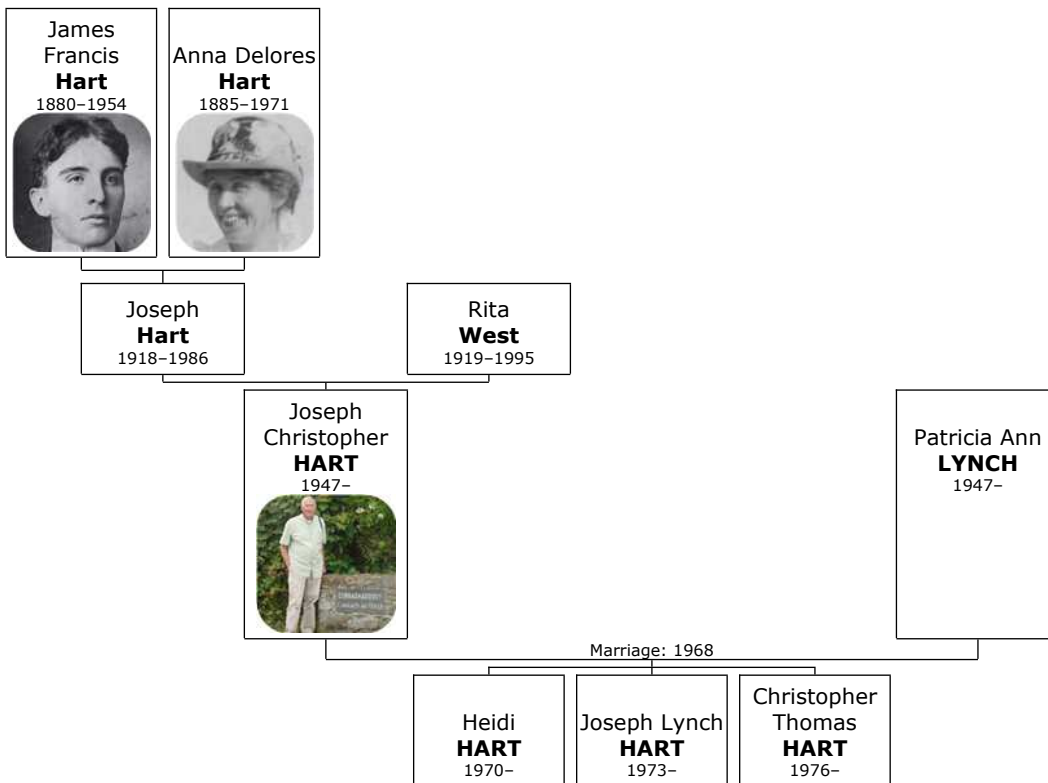 James
Francis
Hart
1880–1954
Anna Delores
Hart
1885–1971
Joseph
Hart
1918–1986
Rita
West
1919–1995
Joseph
Christopher
HART
1947–
Patricia Ann
LYNCH
1947–
Marriage: 1968
Heidi
HART
1970–
Joseph Lynch
HART
1973–
Christopher
Thomas
HART
1976–